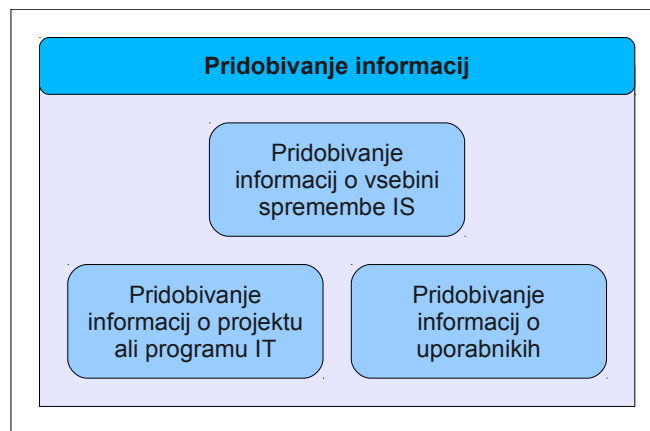 Pridobivanje informacij
Pridobivanje
informacij o vsebini
spremembe IS
Pridobivanje
informacij o projektu
ali programu IT
Pridobivanje
informacij o
uporabnikih